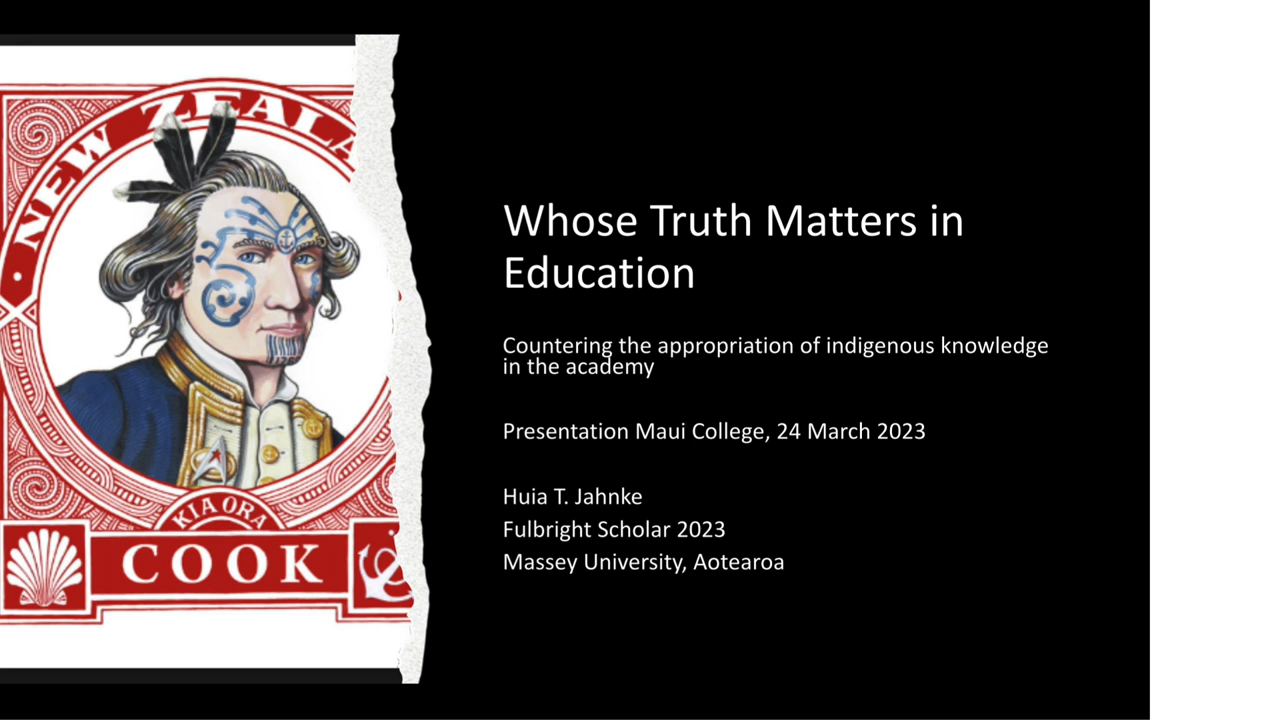 NEW ZEALA
KIA ORA
COOK
Whose Truth Matters in
Education
Countering the appropriation of indigenous knowledge
in the academy
Presentation Maui College, 24 March 2023
Huia T. Jahnke
Fulbright Scholar 2023
Massey University, Aotearoa